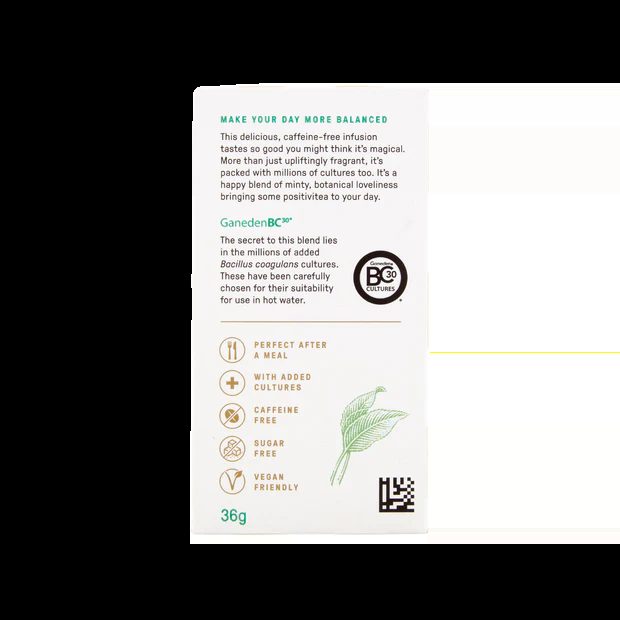 MAKE YOUR DAY MORE BALANCED
This delicious, caffeine-free infusion
tastes so good you might think it's magical.
More than just upliftingly fragrant, it's
packed with millions of cultures too. It's a
happy blend of minty, botanical loveliness
bringing some positivitea to your day.
GanedenBC30®
The secret to this blend lies
in the millions of added
Bacillus coagulans cultures.
These have been carefully
chosen for their suitability
for use in hot water.
Ganeden
BC30
CULTURES
PERFECT AFTER
A MEAL
WITH ADDED
CULTURES
CAFFEINE
FREE
SUGAR
FREE
VEGAN
FRIENDLY
36g